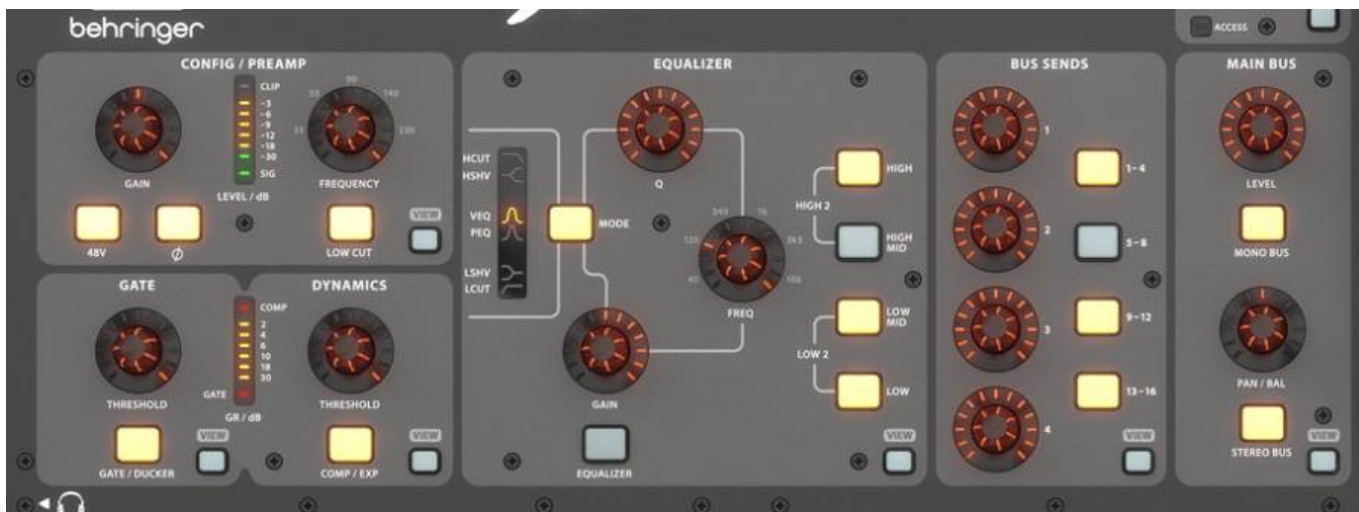 behringer
ACCESS
CONFIG / PREAMP
GAIN
CLIP
-3
-6
-9
-12
-18
-30
SIG
LEVEL / dB
90
140
230
FREQUENCY
48V
Ø
LOW CUT
VIEW
GATE
THRESHOLD
GATE / DUCKER
VIEW
COMP
2
4
6
10
18
30
GATE
GR / dB
DYNAMICS
THRESHOLD
COMP / EXP
VIEW
EQUALIZER
HCUT
HSHV
VEQ
PEQ
LSHV
LCUT
MODE
Q
FREQ
GAIN
EQUALIZER
HIGH
HIGH 2
HIGH MID
LOW MID
LOW 2
LOW
VIEW
BUS SENDS
1
2
3
4
1-4
5-8
9-12
13-16
VIEW
MAIN BUS
LEVEL
MONO BUS
PAN / BAL
STEREO BUS
VIEW